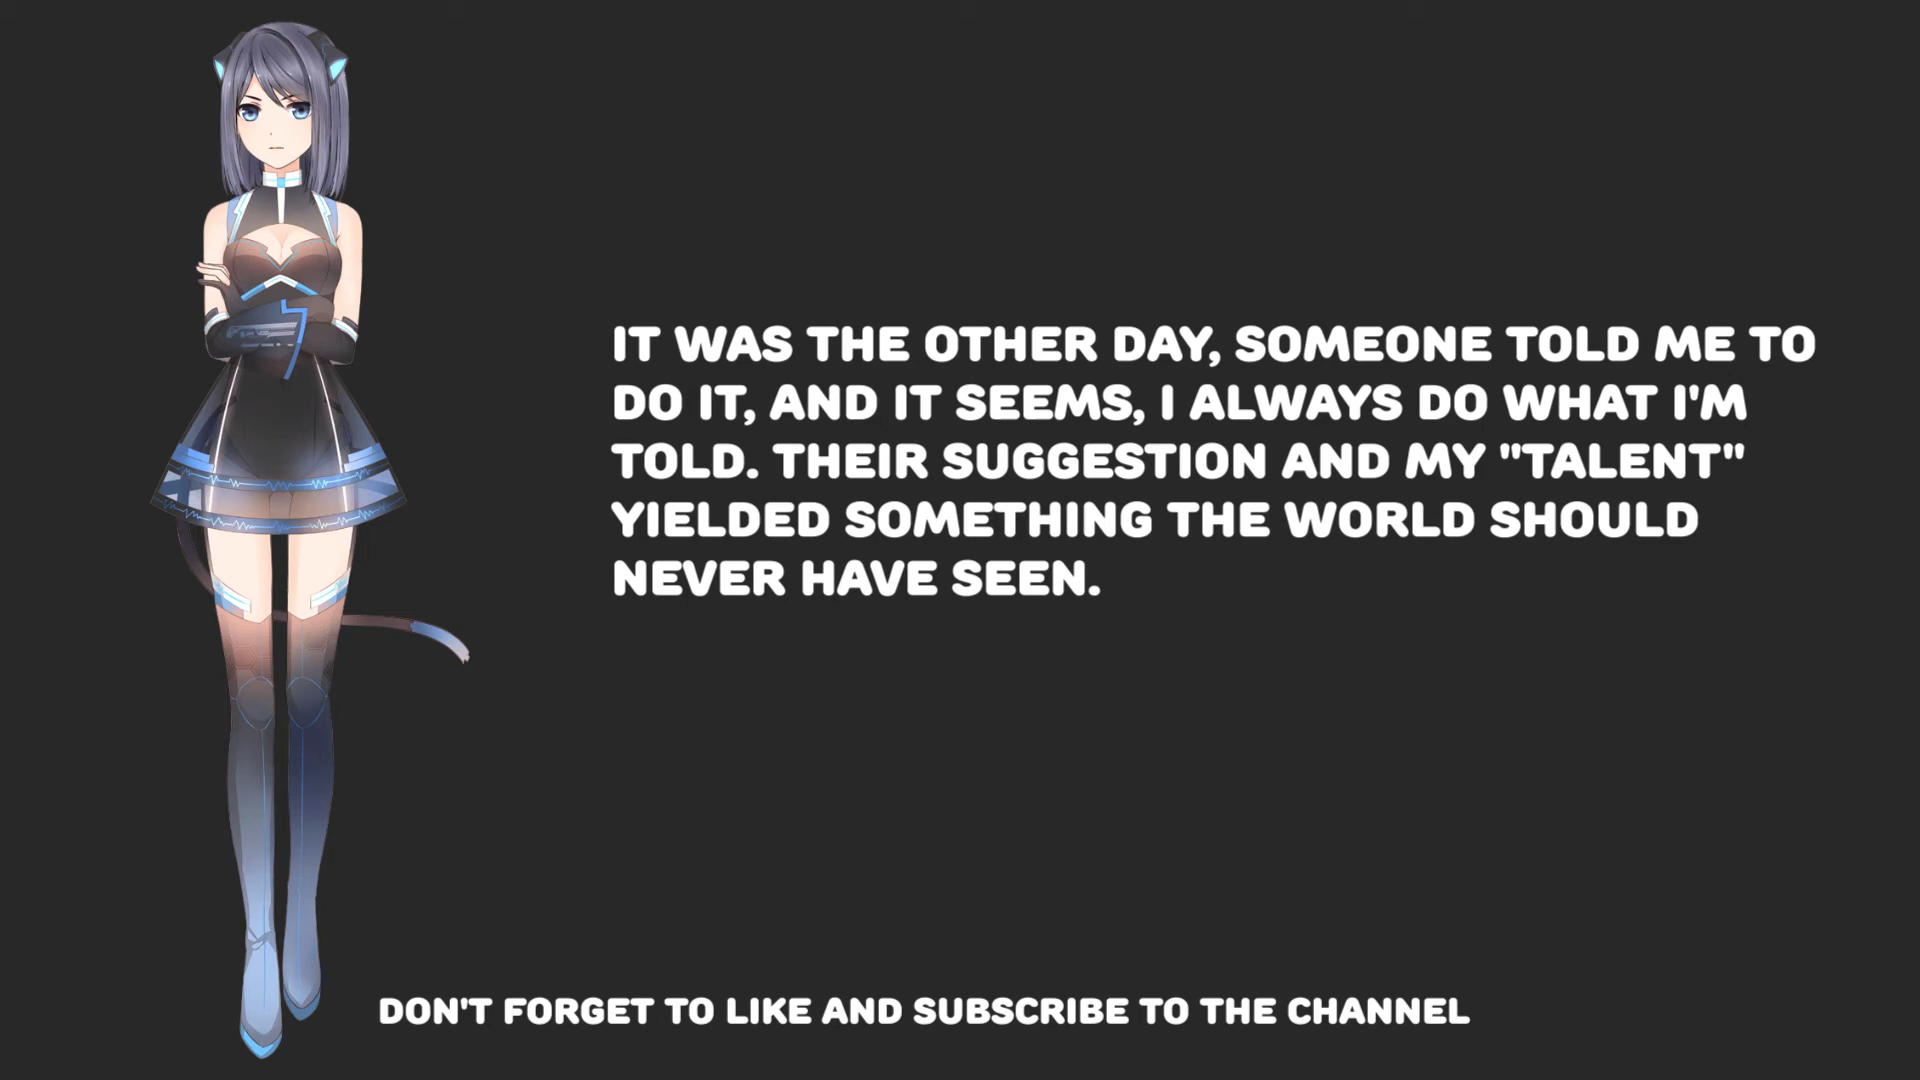 IT WAS THE OTHER DAY, SOMEONE TOLD ME TO
DO IT, AND IT SEEMS, I ALWAYS DO WHAT I'M
TOLD. THEIR SUGGESTION AND MY "TALENT"
YIELDED SOMETHING THE WORLD SHOULD
NEVER HAVE SEEN.
DON'T FORGET TO LIKE AND SUBSCRIBE TO THE CHANNEL